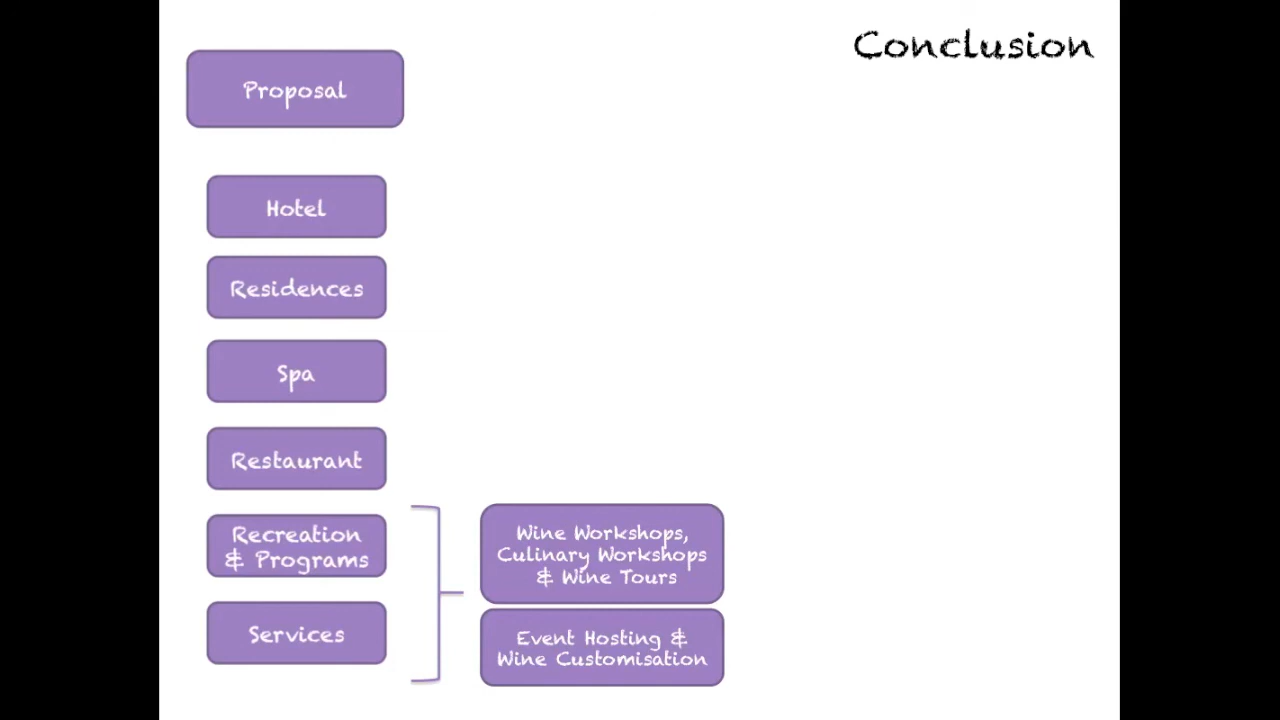 Conclusion
Proposal
Hotel
Residences
Spa
Restaurant
Recreation
& Programs
Services
Wine Workshops,
Culinary Workshops
& Wine Tours
Event Hosting &
Wine Customisation